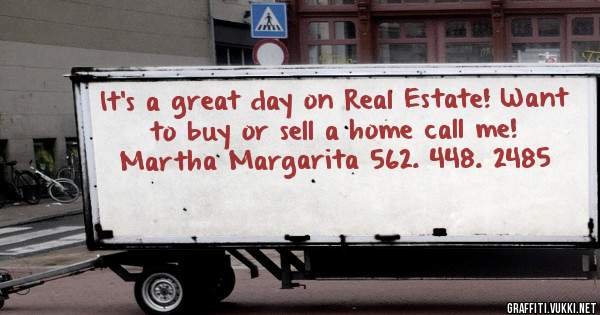 It's a great day on Real Estate! Want
to buy or sell a home call me!
Martha Margarita 562. 448. 2485
GRAFFITI.VUKKI.NET